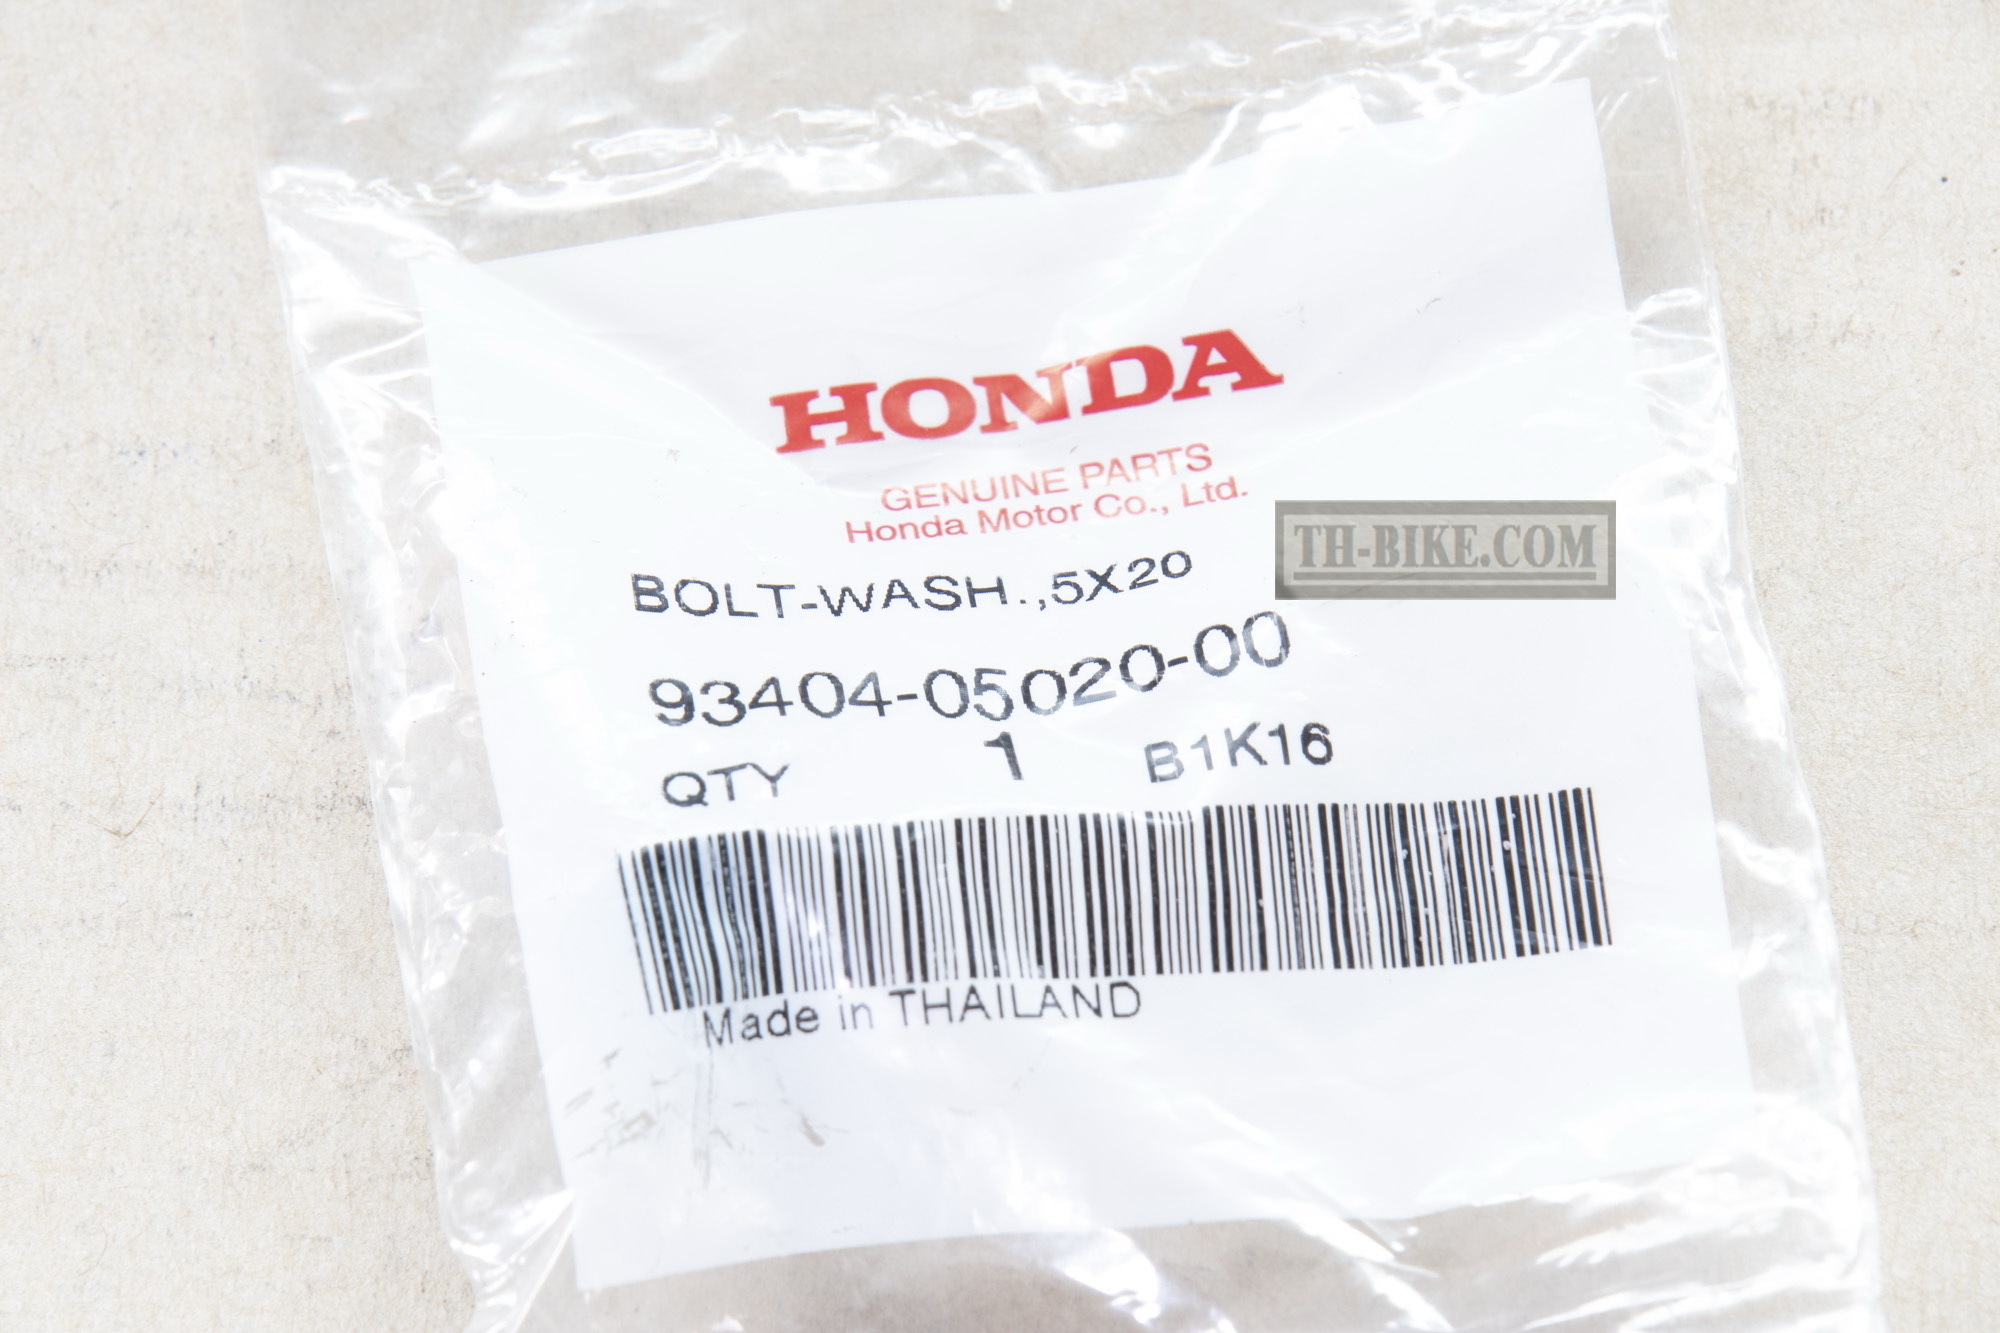 HONDA
GENUINE PARTS
Honda Motor Co., Ltd.
TH-BIKE.COM
BOLT-WASH.,5X20
93404-05020-00
QTY 1 B1K16
Made in THAILAND